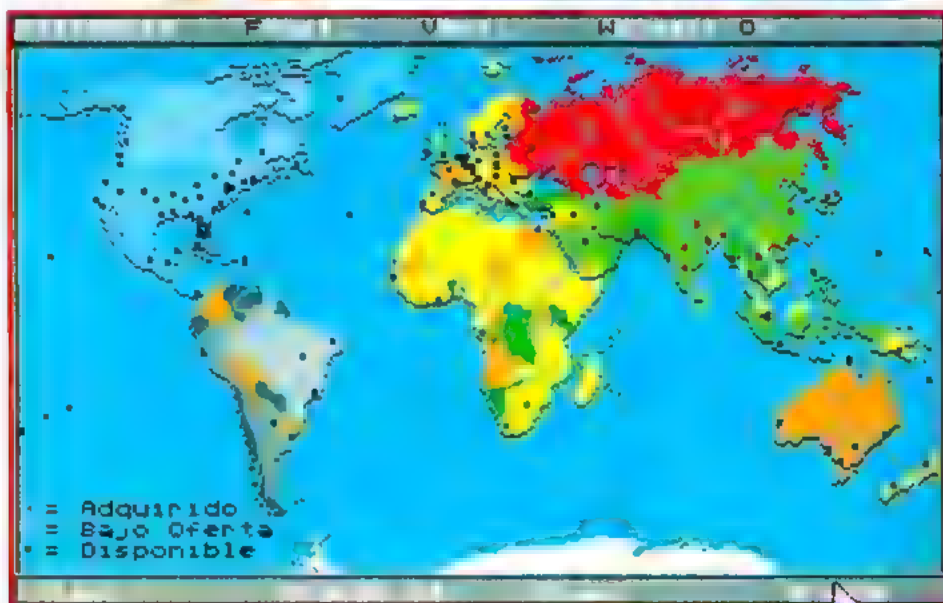 F V W O
= Adquirido
= Bajo Oferta
= Disponible